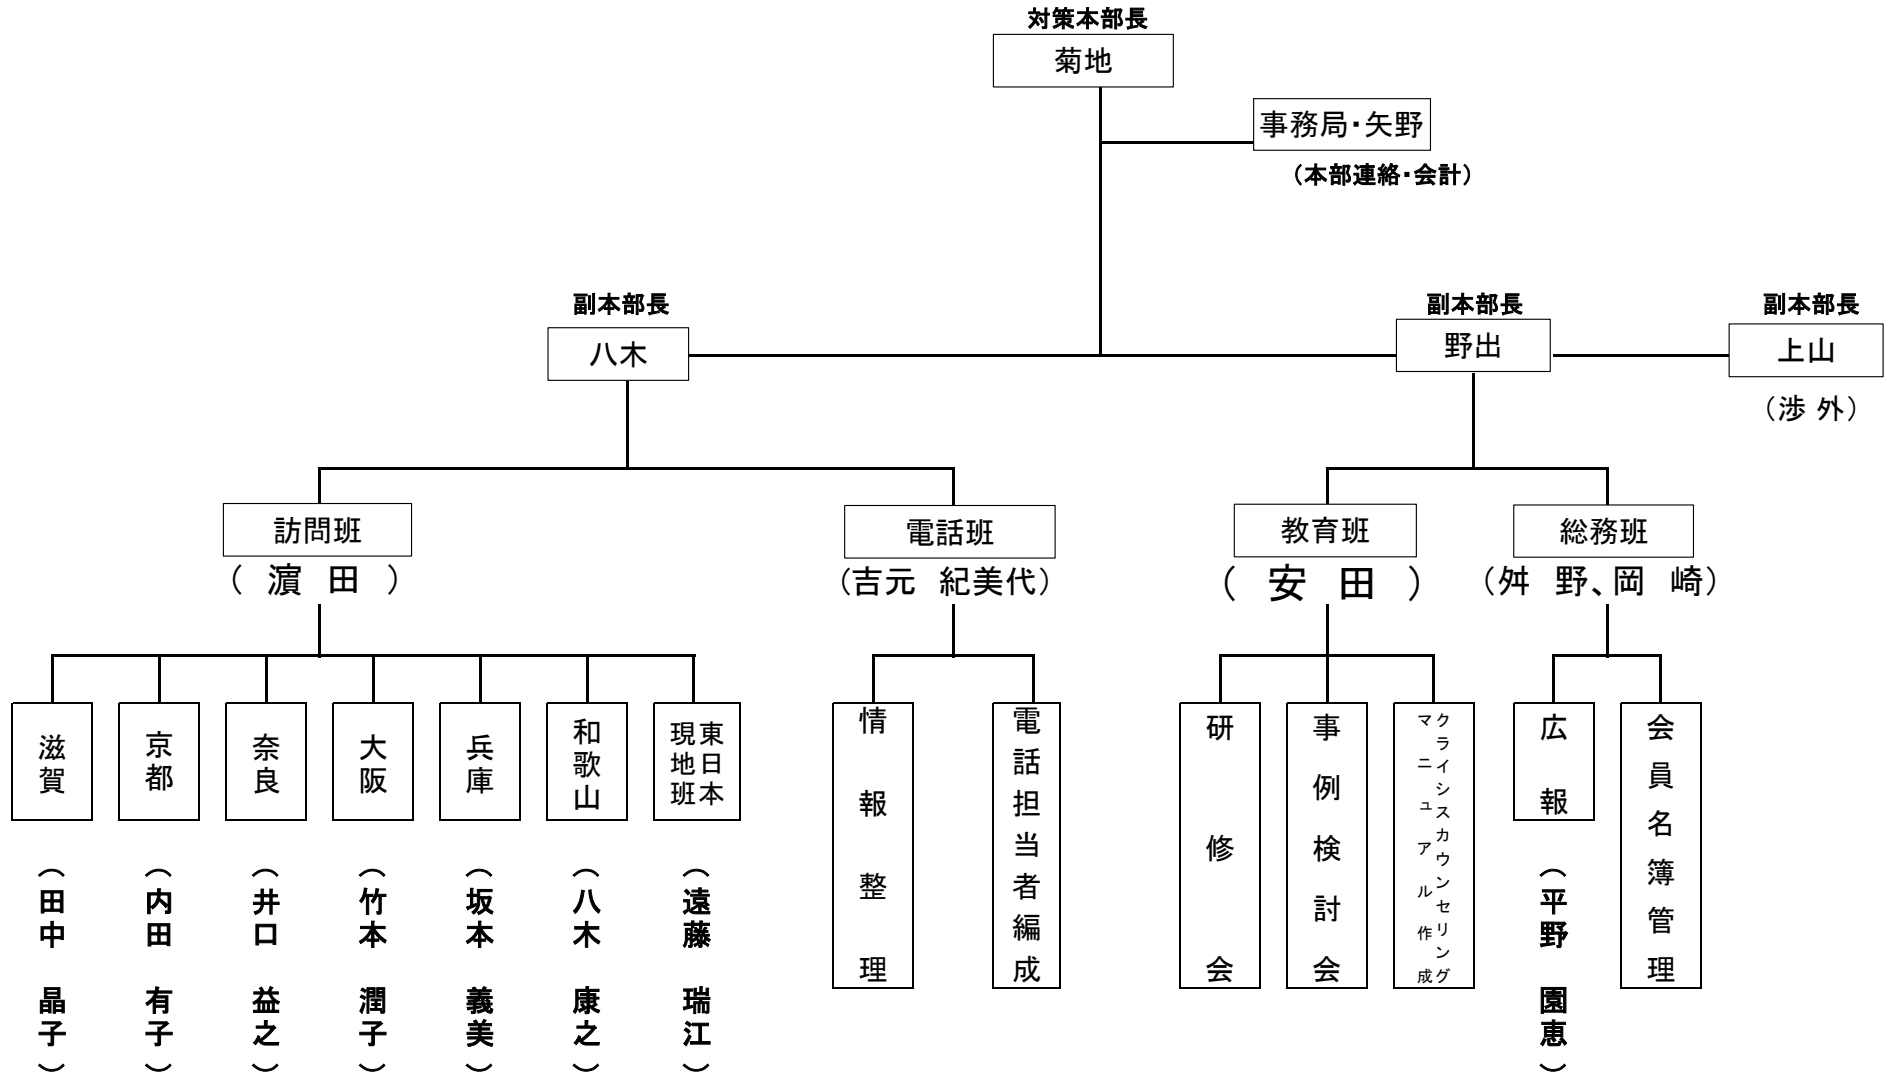 対策本部長
菊地
事務局・矢野
（本部連絡・会計）
副本部長
八木
副本部長
野出
副本部長
上山
（渉 外）
訪問班
（ 濵 田 ）
電話班
（吉元 紀美代）
教育班
（ 安 田 ）
総務班
（舛 野、岡 崎）
滋賀
京都
奈良
大阪
兵庫
和歌山
東日本
現地班
情報整理
電話担当者編成
研修会
事例検討会
クライシスカウンセリング
マニュアル作成
広報
会員名簿管理
（田中 晶子）
（内田 有子）
（井口 益之）
（竹本 潤子）
（坂本 義美）
（八木 康之）
（遠藤 瑞江）
（平野 園恵）